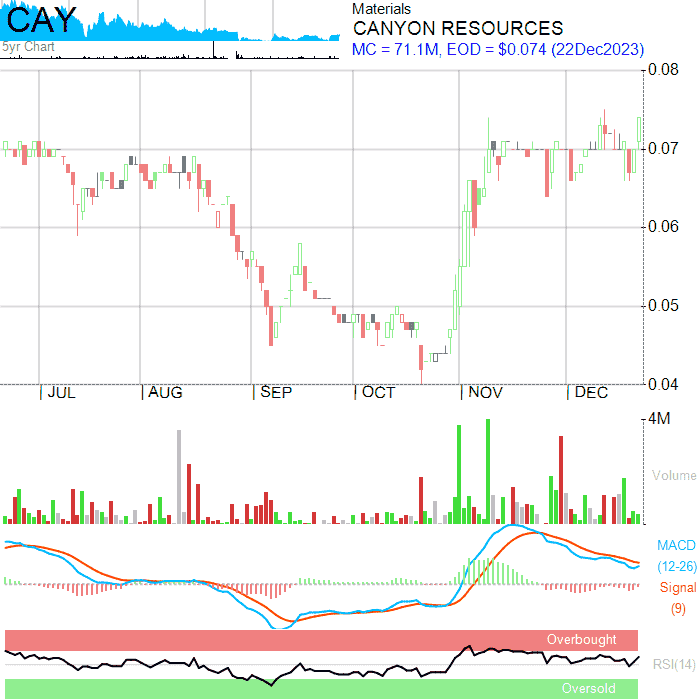 CAY
5yr Chart
Materials
CANYON RESOURCES
MC = 71.1M, EOD = $0.074 (22Dec2023)
0.08
0.07
0.06
0.05
0.04
JUL AUG SEP OCT NOV DEC
4M
Volume
MACD
(12-26)
Signal
(9)
Overbought
RSI(14)
Oversold